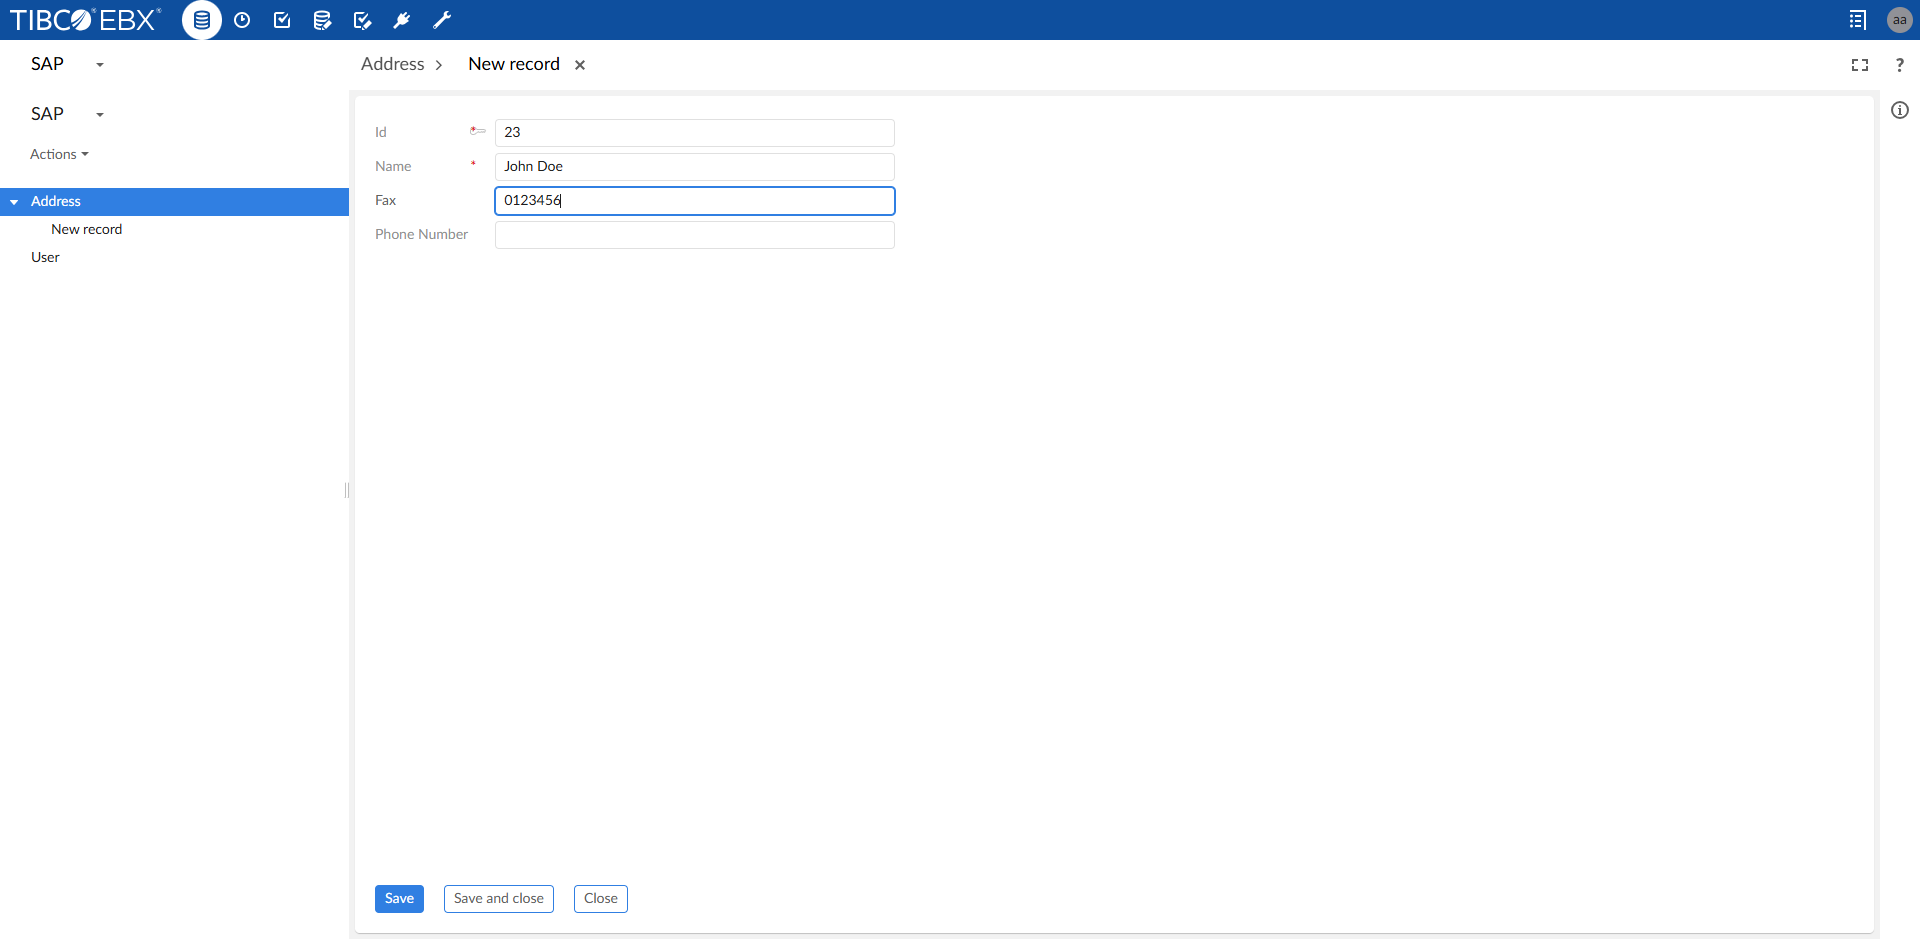 TIBCO® EBX®
aa
SAP
Address > New record ×
?
SAP
Actions
Id * 23
Name * John Doe
Fax 0123456
Phone Number
Address
New record
User
Save Save and close Close